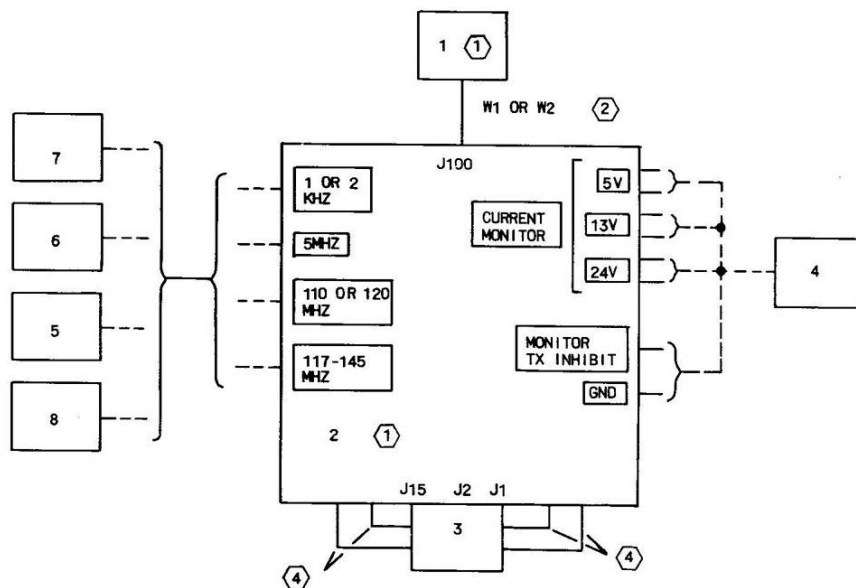 1 1
W1 OR W2 2
J100
7
6
5
8
1 OR 2
KHZ
5MHZ
110 OR 120
MHZ
117-145
MHZ
CURRENT
MONITOR
5V
13V
24V
4
MONITOR
TX INHIBIT
GND
2 1
J15 J2 J1
3
4
4